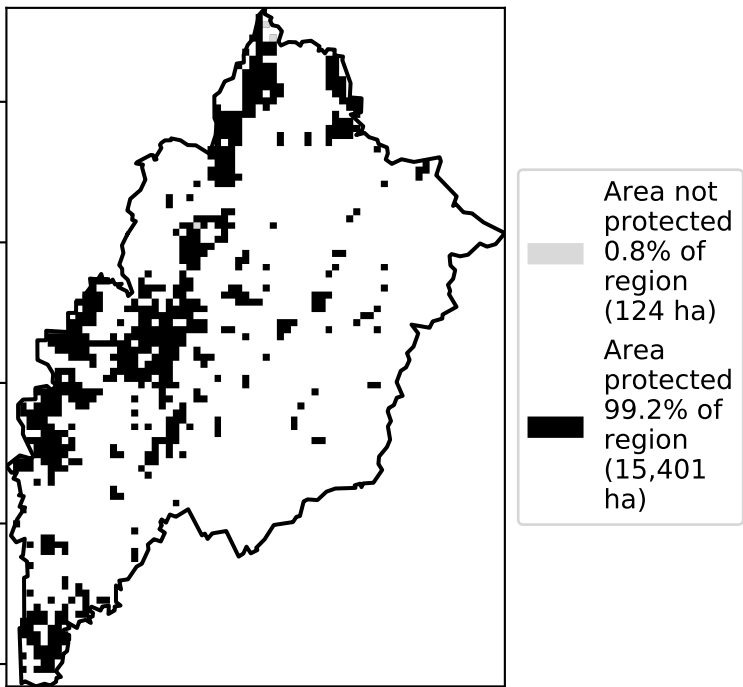 Area not
protected
0.8% of
region
(124 ha)
Area
protected
99.2% of
region
(15,401
ha)